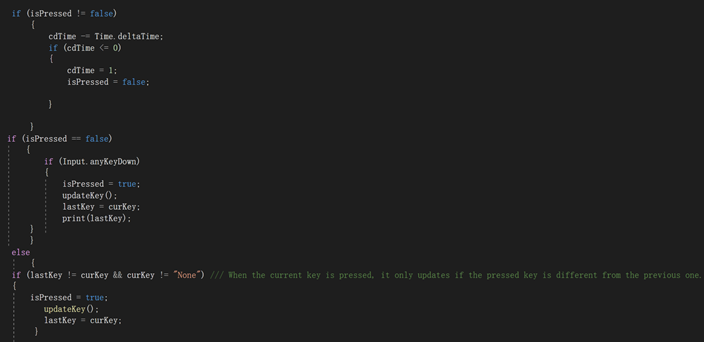 if (isPressed != false)
{
cdTime -= Time.deltaTime;
if (cdTime <= 0)
{
cdTime = 1;
isPressed = false;
}
}
if (isPressed == false)
{
if (Input.anyKeyDown)
{
isPressed = true;
updateKey();
lastKey = curKey;
print(lastKey);
}
}
else
{
if (lastKey != curKey && curKey != "None") /// When the current key is pressed, it only updates if the pressed key is different from the previous one.
{
isPressed = true;
updateKey();
lastKey = curKey;
}